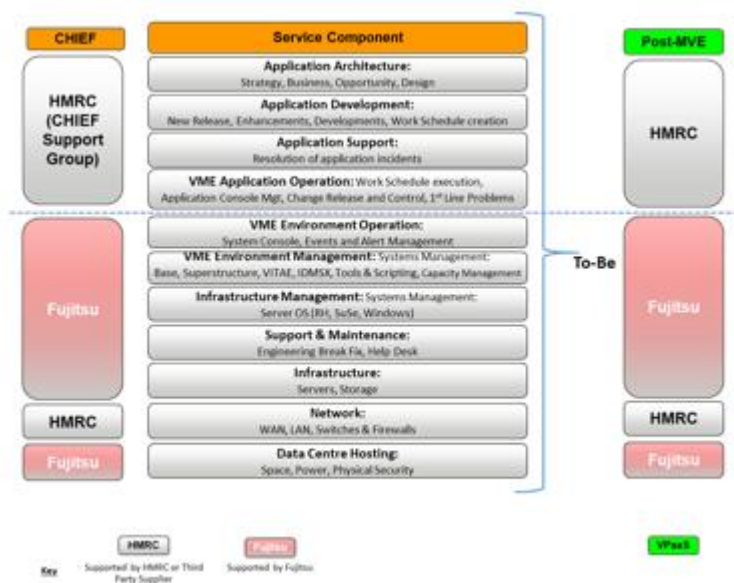 CHIEF
Service Component
Post-MVE
HMRC
(CHIEF
Support
Group)
Application Architecture:
Strategy, Business, Opportunity, Design
Application Development:
New Release, Enhancements, Developments, Work Schedule creation
Application Support:
Resolution of application incidents
VME Application Operation: Work Schedule execution,
Application Console Mgt, Change Release and Control, 1st Line Problems
HMRC
Fujitsu
VME Environment Operation:
System Console, Events and Alert Management
VME Environment Management: Systems Management:
Base, Superstructure, VITAE, IDMSX, Tools & Scripting, Capacity Management
Infrastructure Management: Systems Management:
Server OS (RH, SuSe, Windows)
Support & Maintenance:
Engineering Break Fix, Help Desk
Infrastructure:
Servers, Storage
To-Be
Fujitsu
HMRC
Network:
WAN, LAN, Switches & Firewalls
HMRC
Fujitsu
Data Centre Hosting:
Space, Power, Physical Security
Fujitsu
Key
HMRC
Supported by HMRC or Third
Party Supplier
Fujitsu
Supported by Fujitsu
VPaaS